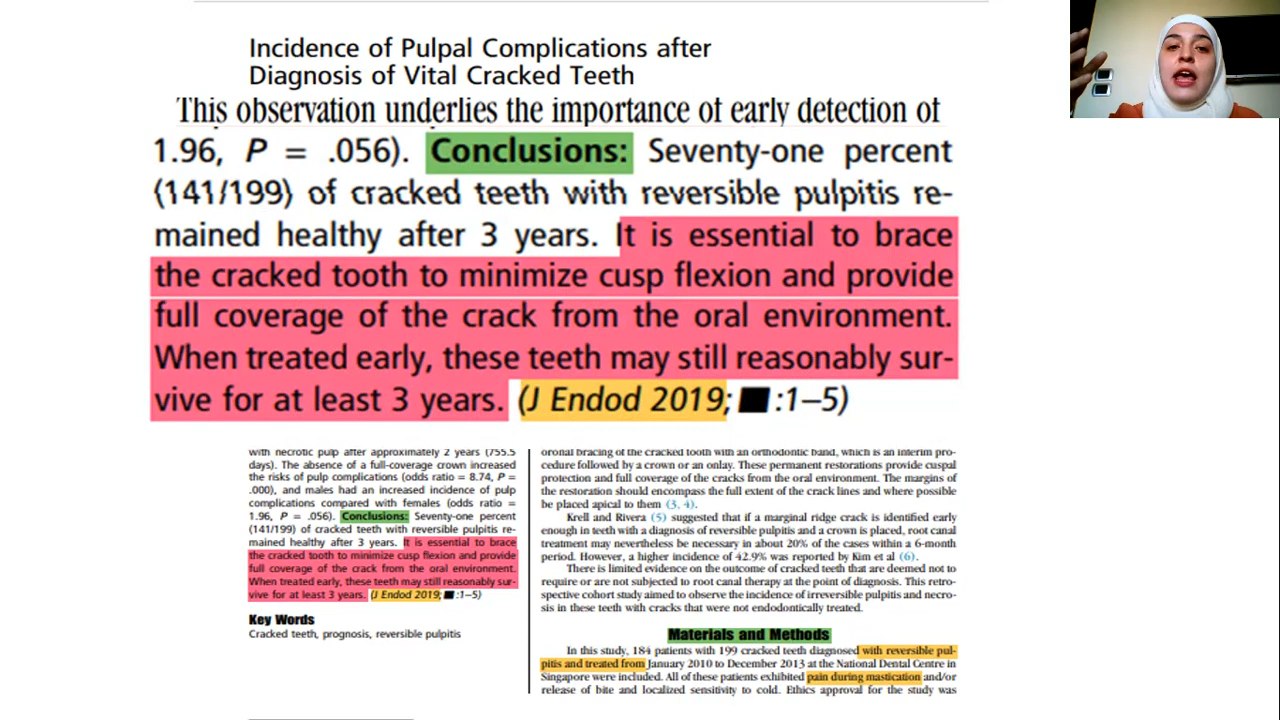 Incidence of Pulpal Complications after
Diagnosis of Vital Cracked Teeth
This observation underlies the importance of early detection of
1.96, P = .056). Conclusions: Seventy-one percent
(141/199) of cracked teeth with reversible pulpitis re-
mained healthy after 3 years. It is essential to brace
the cracked tooth to minimize cusp flexion and provide
full coverage of the crack from the oral environment.
When treated early, these teeth may still reasonably sur-
vive for at least 3 years. (J Endod 2019; ■:1–5)
with necrotic pulp after approximately 2 years (755.5
days). The absence of a full-coverage crown increased
the risks of pulp complications (odds ratio = 8.74, P =
.000), and males had an increased incidence of pulp
complications compared with females (odds ratio =
1.96, P = .056). Conclusions: Seventy-one percent
(141/199) of cracked teeth with reversible pulpitis re-
mained healthy after 3 years. It is essential to brace
the cracked tooth to minimize cusp flexion and provide
full coverage of the crack from the oral environment.
When treated early, these teeth may still reasonably sur-
vive for at least 3 years. (J Endod 2019; ■:1–5)
Key Words
Cracked teeth, prognosis, reversible pulpitis
oronal bracing of the cracked tooth with an orthodontic band, which is an interim pro-
cedure followed by a crown or an onlay. These permanent restorations provide cuspal
protection and full coverage of the cracks from the oral environment. The margins of
the restoration should encompass the full extent of the crack lines and where possible
be placed apical to them (3, 4).
Krell and Rivera (5) suggested that if a marginal ridge crack is identified early
enough in teeth with a diagnosis of reversible pulpitis and a crown is placed, root canal
treatment may nevertheless be necessary in about 20% of the cases within a 6-month
period. However, a higher incidence of 42.9% was reported by Kim et al (6).
There is limited evidence on the outcome of cracked teeth that are deemed not to
require or are not subjected to root canal therapy at the point of diagnosis. This retro-
spective cohort study aimed to observe the incidence of irreversible pulpitis and necro-
sis in these teeth with cracks that were not endodontically treated.
Materials and Methods
In this study, 184 patients with 199 cracked teeth diagnosed with reversible pul-
pitis and treated from January 2010 to December 2013 at the National Dental Centre in
Singapore were included. All of these patients exhibited pain during mastication and/or
release of bite and localized sensitivity to cold. Ethics approval for the study was